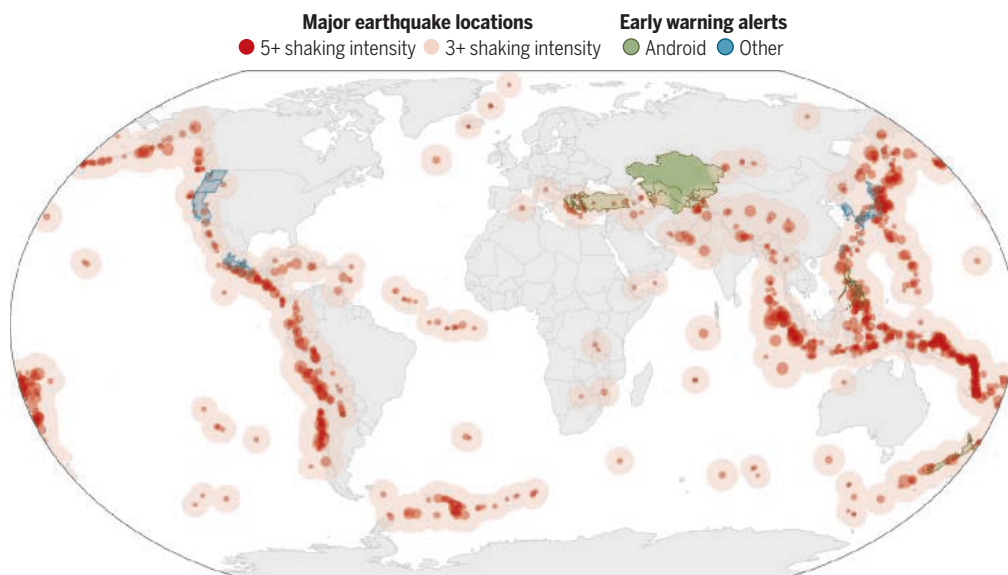 Major earthquake locations
5+ shaking intensity 3+ shaking intensity
Early warning alerts
Android Other